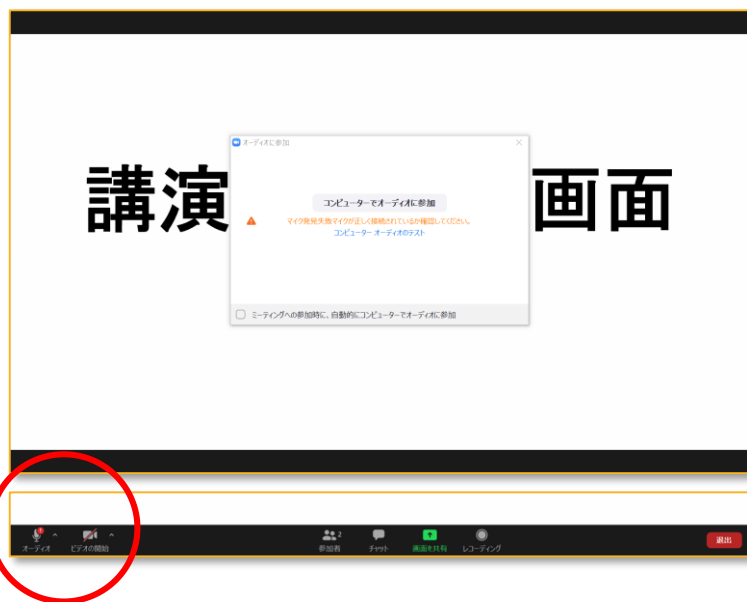 オーディオに参加
講演
画面
コンピューターでオーディオに参加
マイク発見失敗マイクが正しく接続されているか確認してください。
コンピューター オーディオのテスト
ミーティングへの参加時に、自動的にコンピューターでオーディオに参加
オーディオ
ビデオの開始
2
参加者
チャット
画面を共有
レコーディング
退出